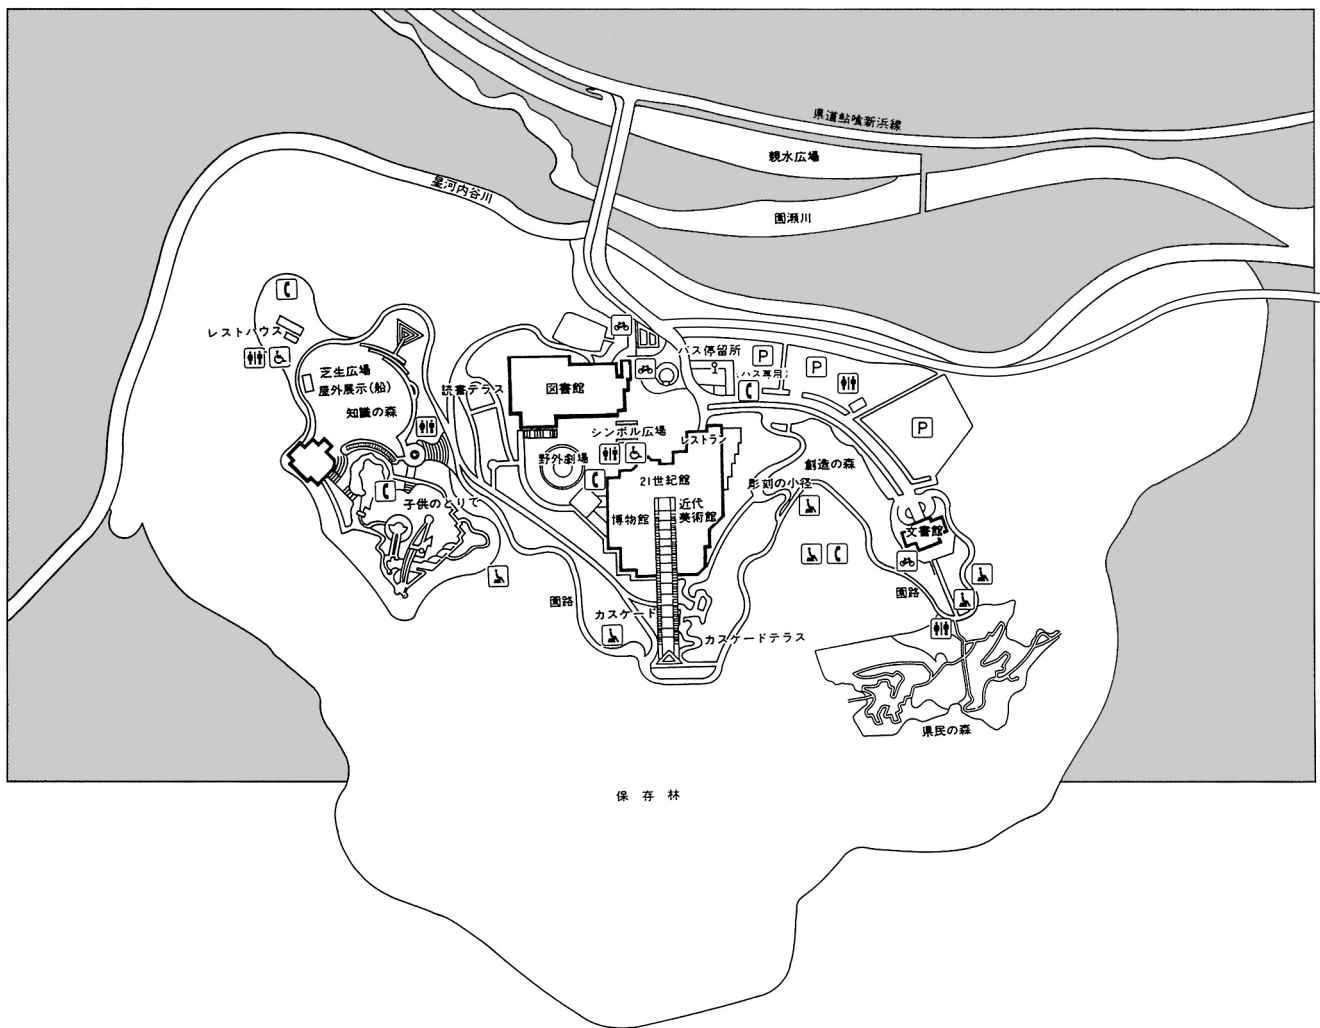 県道鮎喰新浜線
親水広場
星河内谷川
園瀬川
レストハウス
バス停留所
P
P
(バス専用)
芝生広場
屋外展示(船)
読書テラス
図書館
知識の森
シンボル広場
レストラン
P
野外劇場
創造の森
21世紀館
彫刻の小径
子供のとりで
博物館
近代
美術館
文書館
園路
カスケード
園路
カスケードテラス
県民の森
保存林